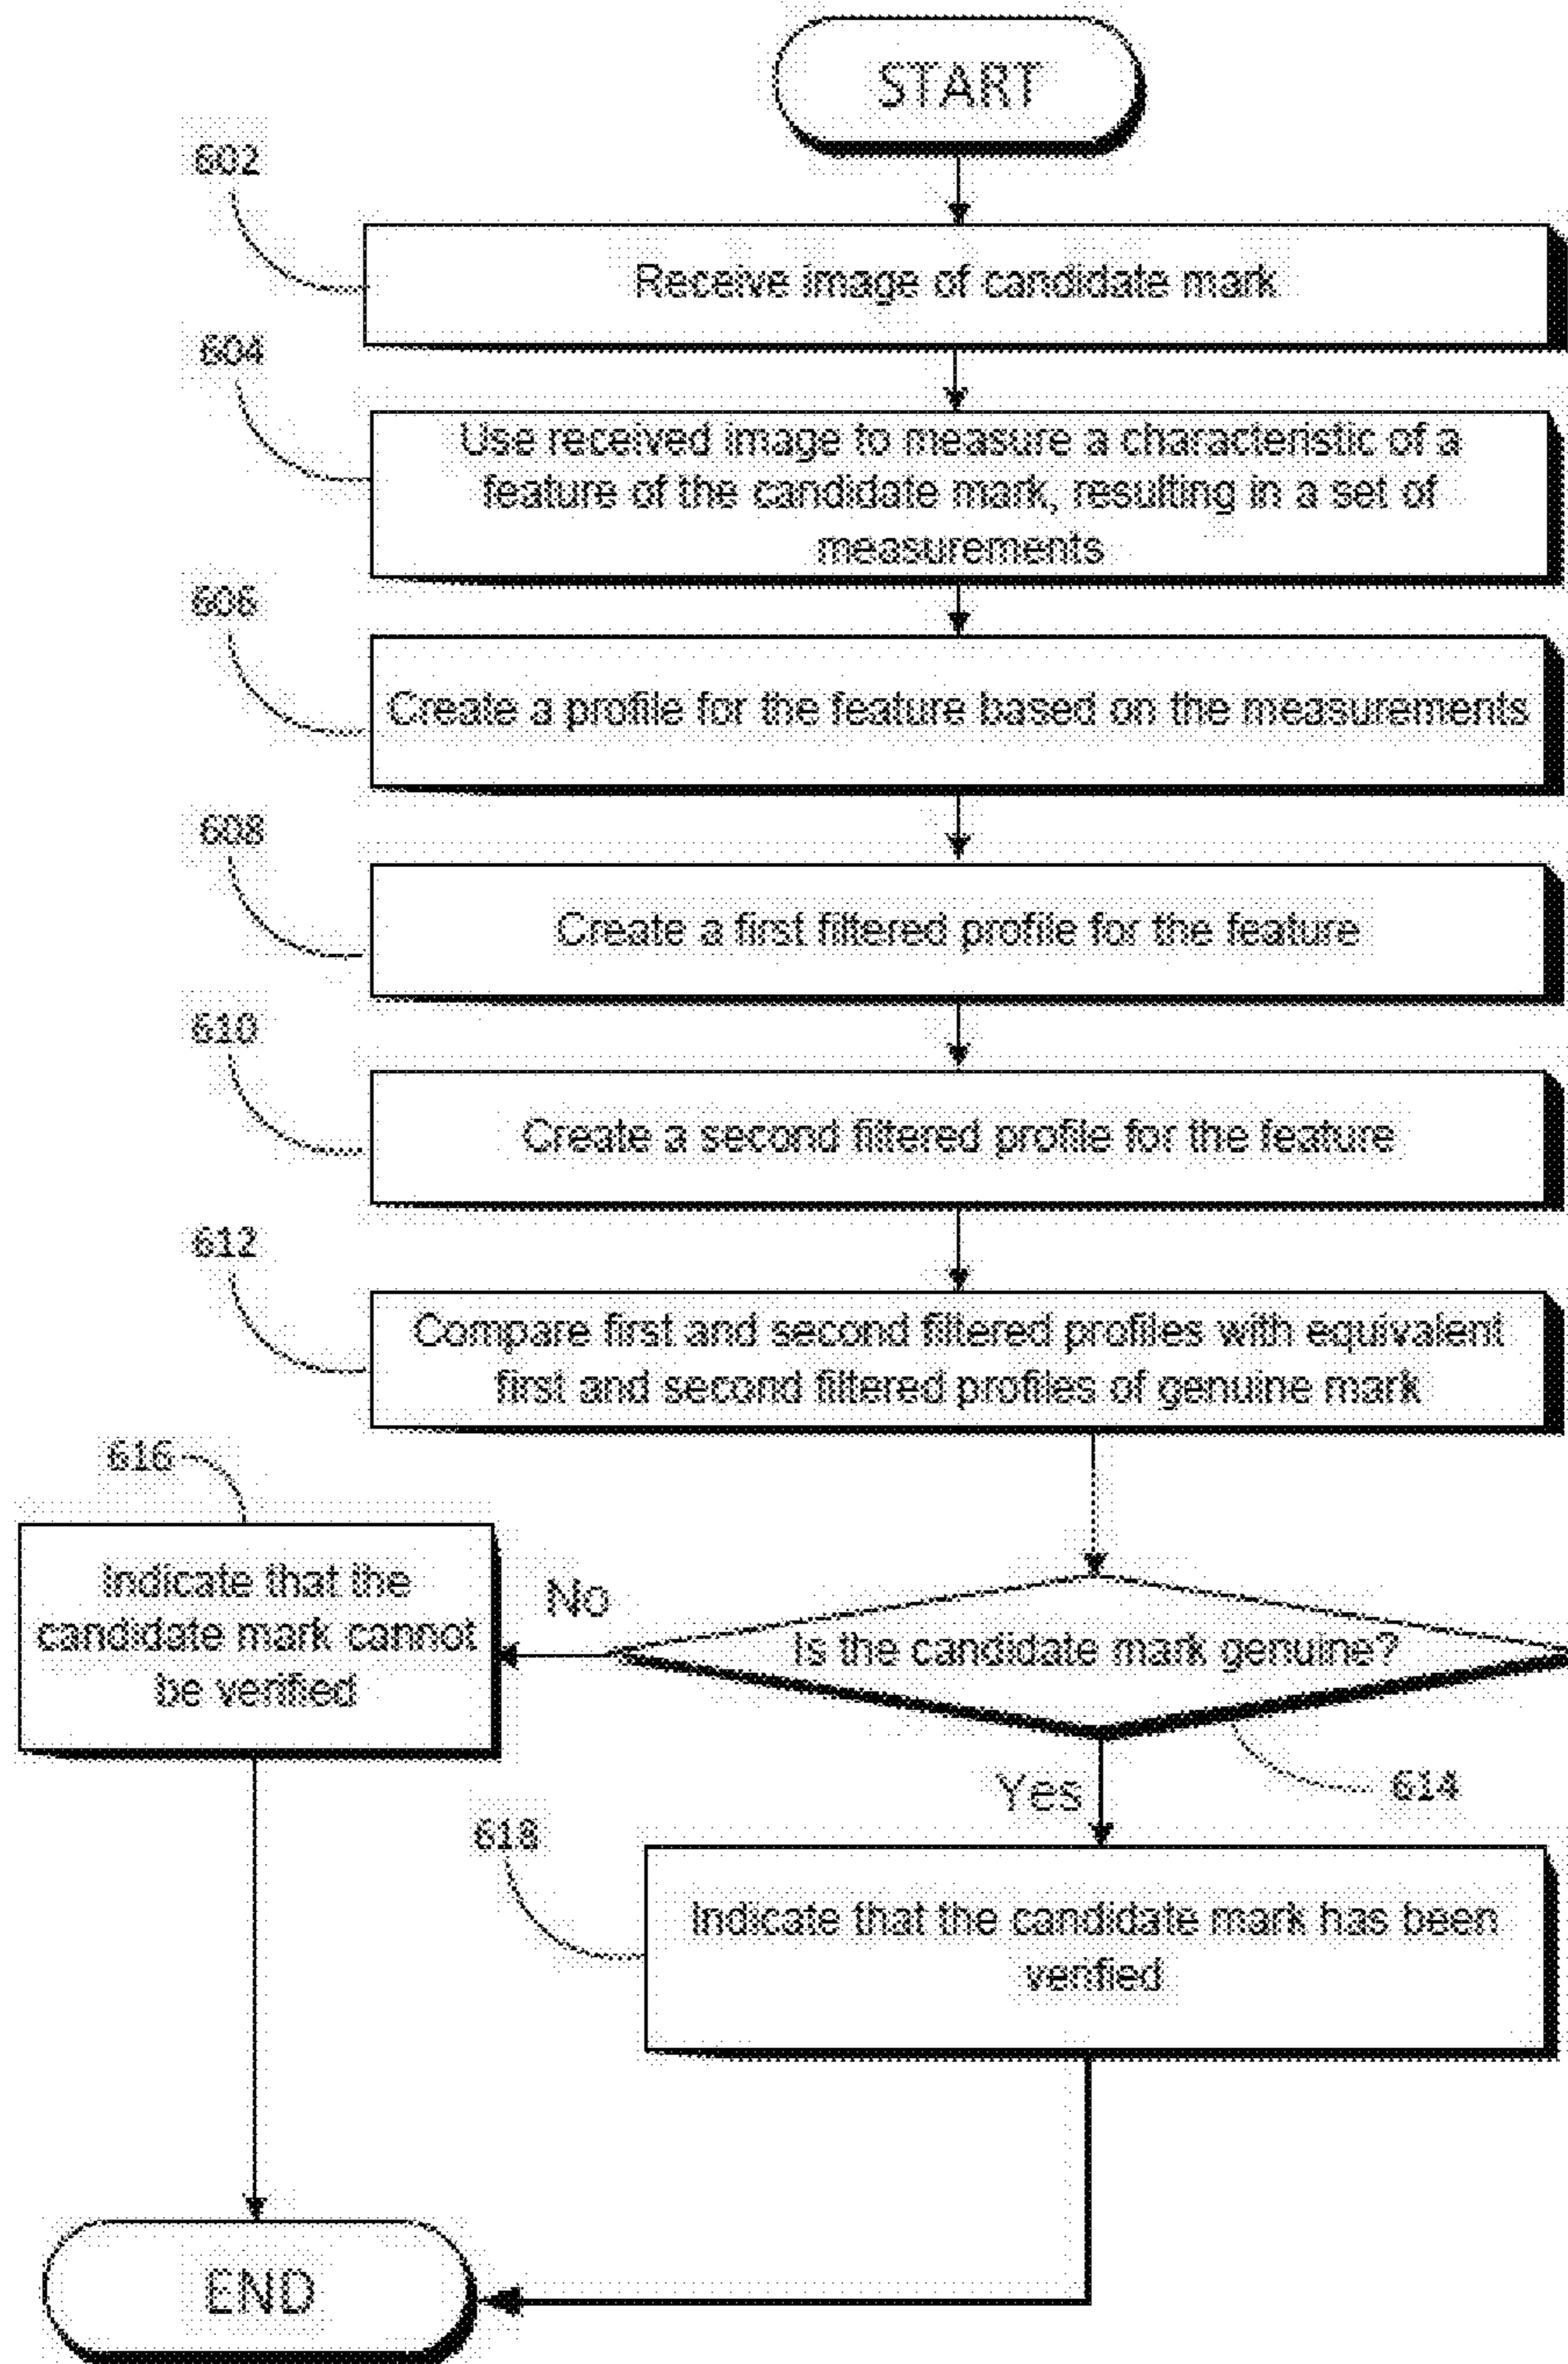 START
602
Receive image of candidate mark
604
Use received image to measure a characteristic of a
feature of the candidate mark, resulting in a set of
measurements
606
Create a profile for the feature based on the measurements
608
Create a first filtered profile for the feature
610
Create a second filtered profile for the feature
612
Compare first and second filtered profiles with equivalent
first and second filtered profiles of genuine mark
616
Indicate that the
candidate mark cannot
be verified
No
Is the candidate mark genuine?
Yes
614
618
Indicate that the candidate mark has been
verified
END